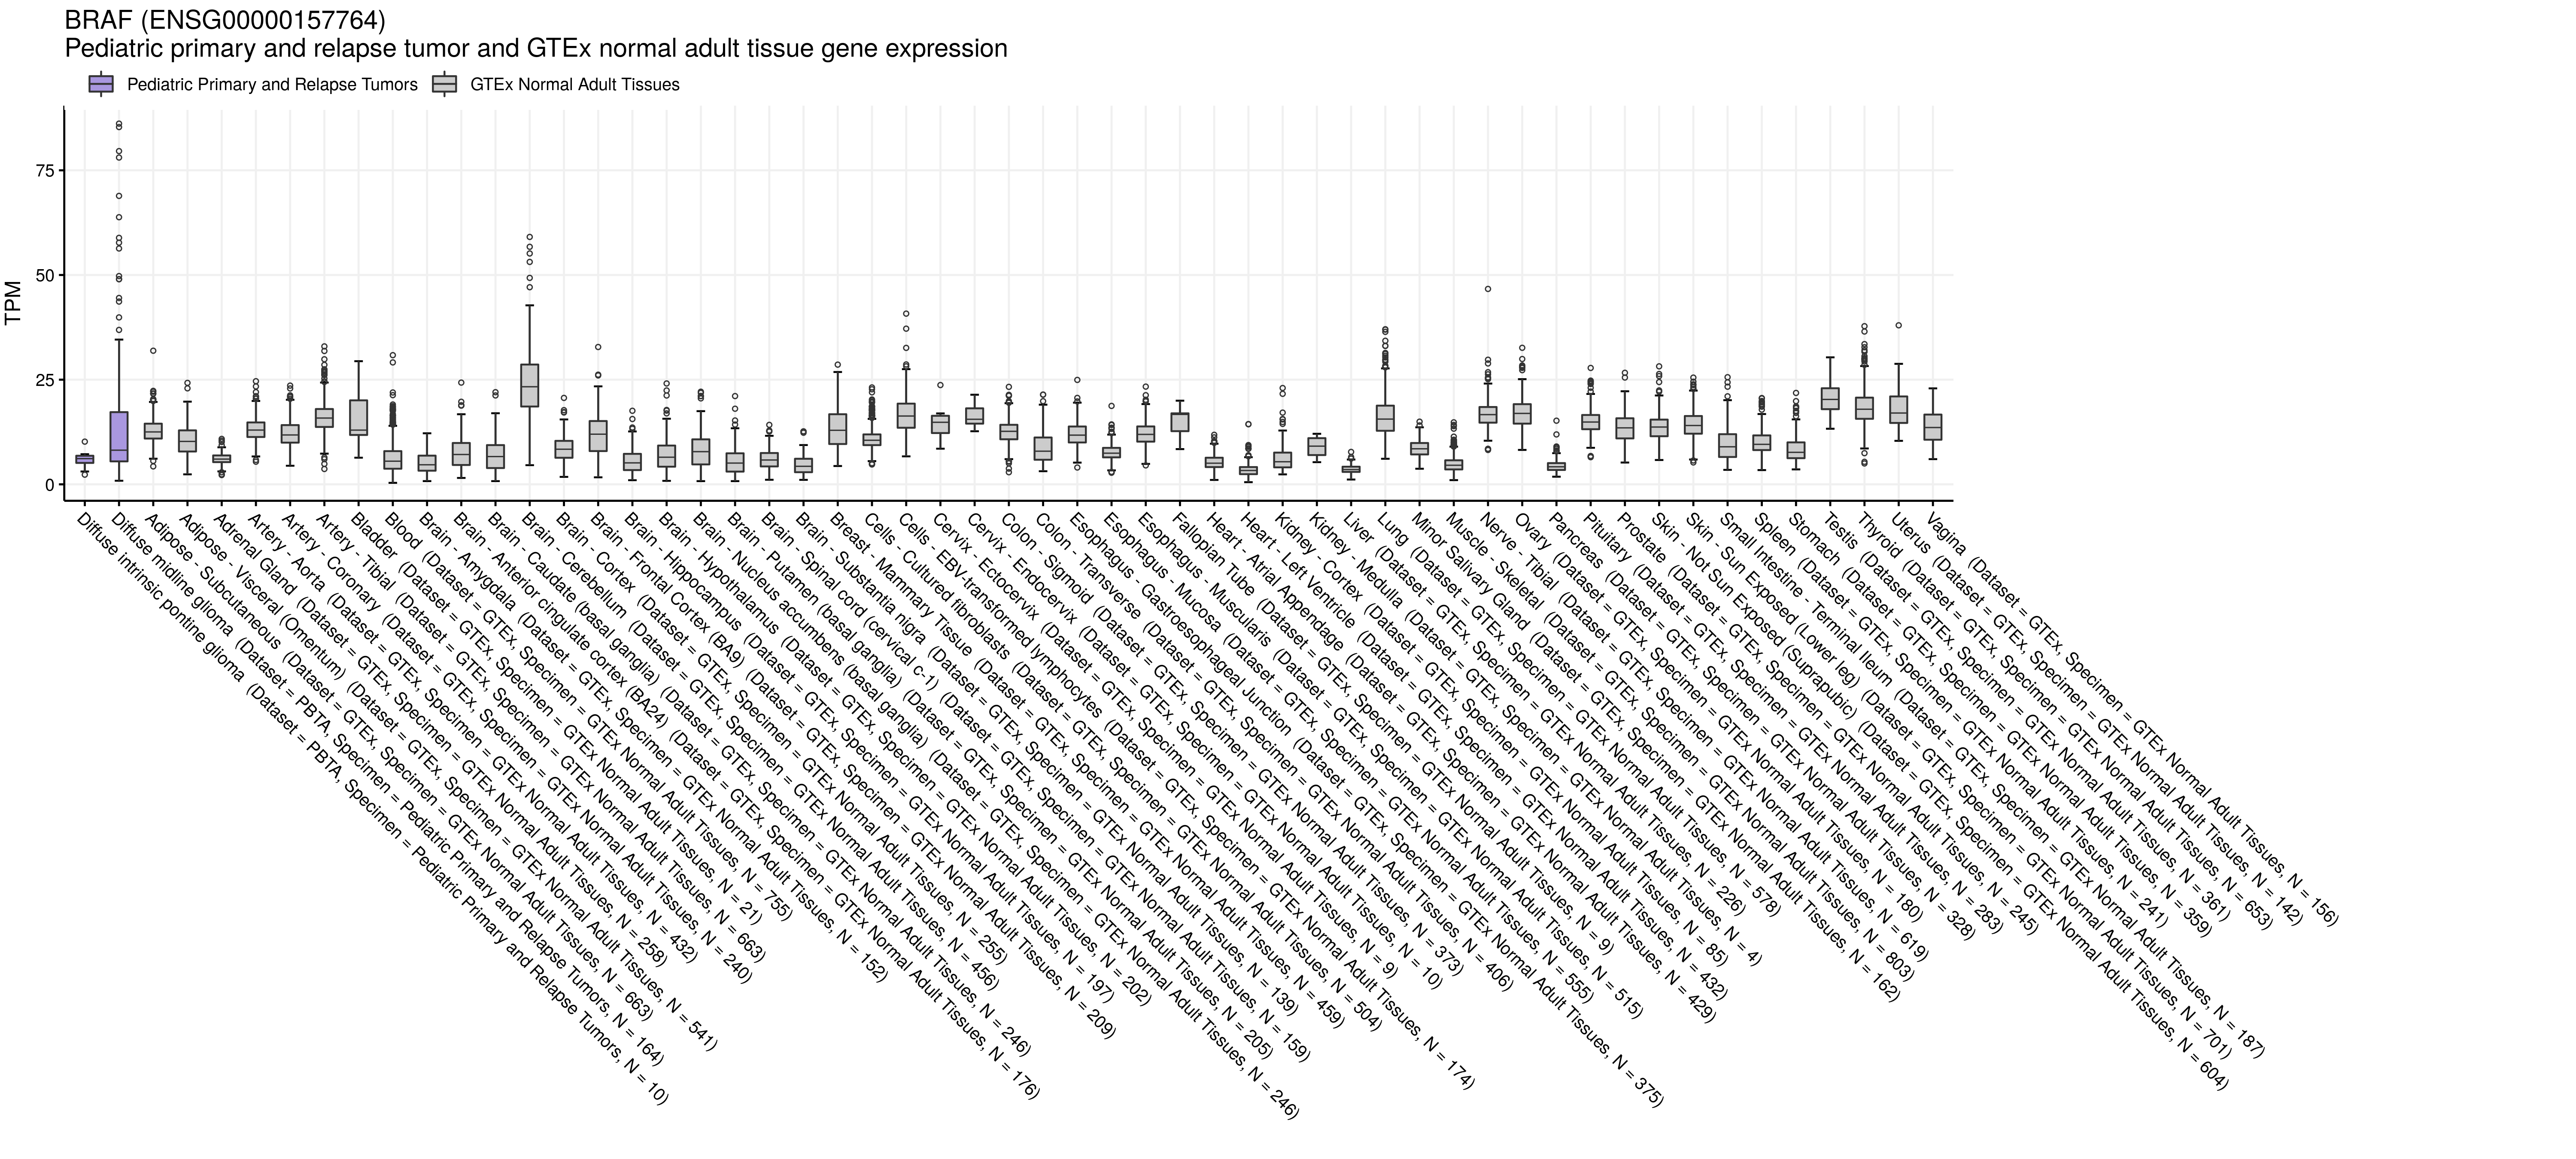 BRAF (ENSG00000157764)
Pediatric primary and relapse tumor and GTEx normal adult tissue gene expression
Pediatric Primary and Relapse Tumors
GTEx Normal Adult Tissues
TPM
75
50
25
0
Diffuse intrinsic pontine glioma (Dataset = PBTA, Specimen = Pediatric Primary and Relapse Tumors, N = 10)
Diffuse midline glioma (Dataset = PBTA, Specimen = Pediatric Primary and Relapse Tumors, N = 164)
Adipose - Subcutaneous (Dataset = GTEx, Specimen = GTEx Normal Adult Tissues, N = 663)
Adipose - Visceral (Omentum) (Dataset = GTEx, Specimen = GTEx Normal Adult Tissues, N = 541)
Adrenal Gland (Dataset = GTEx, Specimen = GTEx Normal Adult Tissues, N = 258)
Artery - Aorta (Dataset = GTEx, Specimen = GTEx Normal Adult Tissues, N = 432)
Artery - Coronary (Dataset = GTEx, Specimen = GTEx Normal Adult Tissues, N = 240)
Artery - Tibial (Dataset = GTEx, Specimen = GTEx Normal Adult Tissues, N = 663)
Bladder (Dataset = GTEx, Specimen = GTEx Normal Adult Tissues, N = 21)
Blood (Dataset = GTEx, Specimen = GTEx Normal Adult Tissues, N = 755)
Brain - Amygdala (Dataset = GTEx, Specimen = GTEx Normal Adult Tissues, N = 152)
Brain - Anterior cingulate cortex (BA24) (Dataset = GTEx, Specimen = GTEx Normal Adult Tissues, N = 176)
Brain - Caudate (basal ganglia) (Dataset = GTEx, Specimen = GTEx Normal Adult Tissues, N = 246)
Brain - Cerebellum (Dataset = GTEx, Specimen = GTEx Normal Adult Tissues, N = 456)
Brain - Cortex (Dataset = GTEx, Specimen = GTEx Normal Adult Tissues, N = 255)
Brain - Frontal Cortex (BA9) (Dataset = GTEx, Specimen = GTEx Normal Adult Tissues, N = 209)
Brain - Hippocampus (Dataset = GTEx, Specimen = GTEx Normal Adult Tissues, N = 197)
Brain - Hypothalamus (Dataset = GTEx, Specimen = GTEx Normal Adult Tissues, N = 202)
Brain - Nucleus accumbens (basal ganglia) (Dataset = GTEx, Specimen = GTEx Normal Adult Tissues, N = 246)
Brain - Putamen (basal ganglia) (Dataset = GTEx, Specimen = GTEx Normal Adult Tissues, N = 205)
Brain - Spinal cord (cervical c-1) (Dataset = GTEx, Specimen = GTEx Normal Adult Tissues, N = 159)
Brain - Substantia nigra (Dataset = GTEx, Specimen = GTEx Normal Adult Tissues, N = 139)
Breast - Mammary Tissue (Dataset = GTEx, Specimen = GTEx Normal Adult Tissues, N = 459)
Cells - Cultured fibroblasts (Dataset = GTEx, Specimen = GTEx Normal Adult Tissues, N = 504)
Cells - EBV-transformed lymphocytes (Dataset = GTEx, Specimen = GTEx Normal Adult Tissues, N = 174)
Cervix - Ectocervix (Dataset = GTEx, Specimen = GTEx Normal Adult Tissues, N = 9)
Cervix - Endocervix (Dataset = GTEx, Specimen = GTEx Normal Adult Tissues, N = 10)
Colon - Sigmoid (Dataset = GTEx, Specimen = GTEx Normal Adult Tissues, N = 373)
Colon - Transverse (Dataset = GTEx, Specimen = GTEx Normal Adult Tissues, N = 406)
Esophagus - Gastroesophageal Junction (Dataset = GTEx, Specimen = GTEx Normal Adult Tissues, N = 375)
Esophagus - Mucosa (Dataset = GTEx, Specimen = GTEx Normal Adult Tissues, N = 555)
Esophagus - Muscularis (Dataset = GTEx, Specimen = GTEx Normal Adult Tissues, N = 515)
Fallopian Tube (Dataset = GTEx, Specimen = GTEx Normal Adult Tissues, N = 9)
Heart - Atrial Appendage (Dataset = GTEx, Specimen = GTEx Normal Adult Tissues, N = 429)
Heart - Left Ventricle (Dataset = GTEx, Specimen = GTEx Normal Adult Tissues, N = 432)
Kidney - Cortex (Dataset = GTEx, Specimen = GTEx Normal Adult Tissues, N = 85)
Kidney - Medulla (Dataset = GTEx, Specimen = GTEx Normal Adult Tissues, N = 4)
Liver (Dataset = GTEx, Specimen = GTEx Normal Adult Tissues, N = 226)
Lung (Dataset = GTEx, Specimen = GTEx Normal Adult Tissues, N = 578)
Minor Salivary Gland (Dataset = GTEx, Specimen = GTEx Normal Adult Tissues, N = 162)
Muscle - Skeletal (Dataset = GTEx, Specimen = GTEx Normal Adult Tissues, N = 803)
Nerve - Tibial (Dataset = GTEx, Specimen = GTEx Normal Adult Tissues, N = 619)
Ovary (Dataset = GTEx, Specimen = GTEx Normal Adult Tissues, N = 180)
Pancreas (Dataset = GTEx, Specimen = GTEx Normal Adult Tissues, N = 328)
Pituitary (Dataset = GTEx, Specimen = GTEx Normal Adult Tissues, N = 283)
Prostate (Dataset = GTEx, Specimen = GTEx Normal Adult Tissues, N = 245)
Skin - Not Sun Exposed (Suprapubic) (Dataset = GTEx, Specimen = GTEx Normal Adult Tissues, N = 604)
Skin - Sun Exposed (Lower leg) (Dataset = GTEx, Specimen = GTEx Normal Adult Tissues, N = 701)
Small Intestine - Terminal Ileum (Dataset = GTEx, Specimen = GTEx Normal Adult Tissues, N = 187)
Spleen (Dataset = GTEx, Specimen = GTEx Normal Adult Tissues, N = 241)
Stomach (Dataset = GTEx, Specimen = GTEx Normal Adult Tissues, N = 359)
Testis (Dataset = GTEx, Specimen = GTEx Normal Adult Tissues, N = 361)
Thyroid (Dataset = GTEx, Specimen = GTEx Normal Adult Tissues, N = 653)
Uterus (Dataset = GTEx, Specimen = GTEx Normal Adult Tissues, N = 142)
Vagina (Dataset = GTEx, Specimen = GTEx Normal Adult Tissues, N = 156)